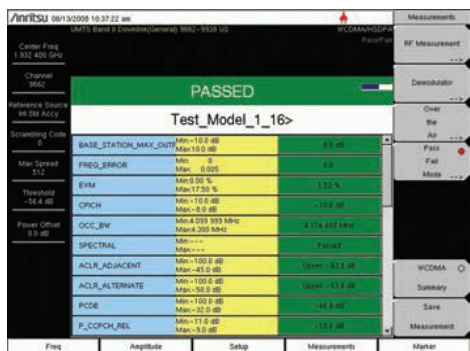 /Inritsu 06/13/2008 10:37:22 am
Measurements
UMTS Band II Downlink(General) 9662 - 9938 US
WCDMA/HSDPA
Pass/Fail
Center Freq
1.932 400 GHz
Channel
9662
Reference Source
Int Std Accy
Scrambling Code
0
Max Spread
512
Threshold
-56.4 dB
Power Offset
0.0 dB
PASSED
Test_Model_1_16>
BASE_STATION_MAX_OUTP Min:-10.0 dB
Max:10.0 dB
FREQ_ERROR Min: 0
Max: 0.005 0.0
EVM Min:0.00 %
Max:17.50 %
CPICH Min:-10.0 dB
Max:-8.0 dB -10.0 dB
OCC_BW Min:4.099 999 MHz
Max:4.300 MHz
SPECTRAL Min:---
Max:--- Passed
ACLR_ADJACENT Min:-100.0 dB
Max:-45.0 dB
ACLR_ALTERNATE Min:-100.0 dB
Max:-50.0 dB
PCDE Min:-100.0 dB
Max:-32.0 dB
P_CCPCH_REL Min:-11.0 dB
Max:-9.0 dB
RF Measurement
-->
Demodulator
-->
Over
the
Air -->
Pass
Fail
Mode -->
WCDMA
Summary
Save
Measurement
Freq Amplitude Setup Measurements Marker